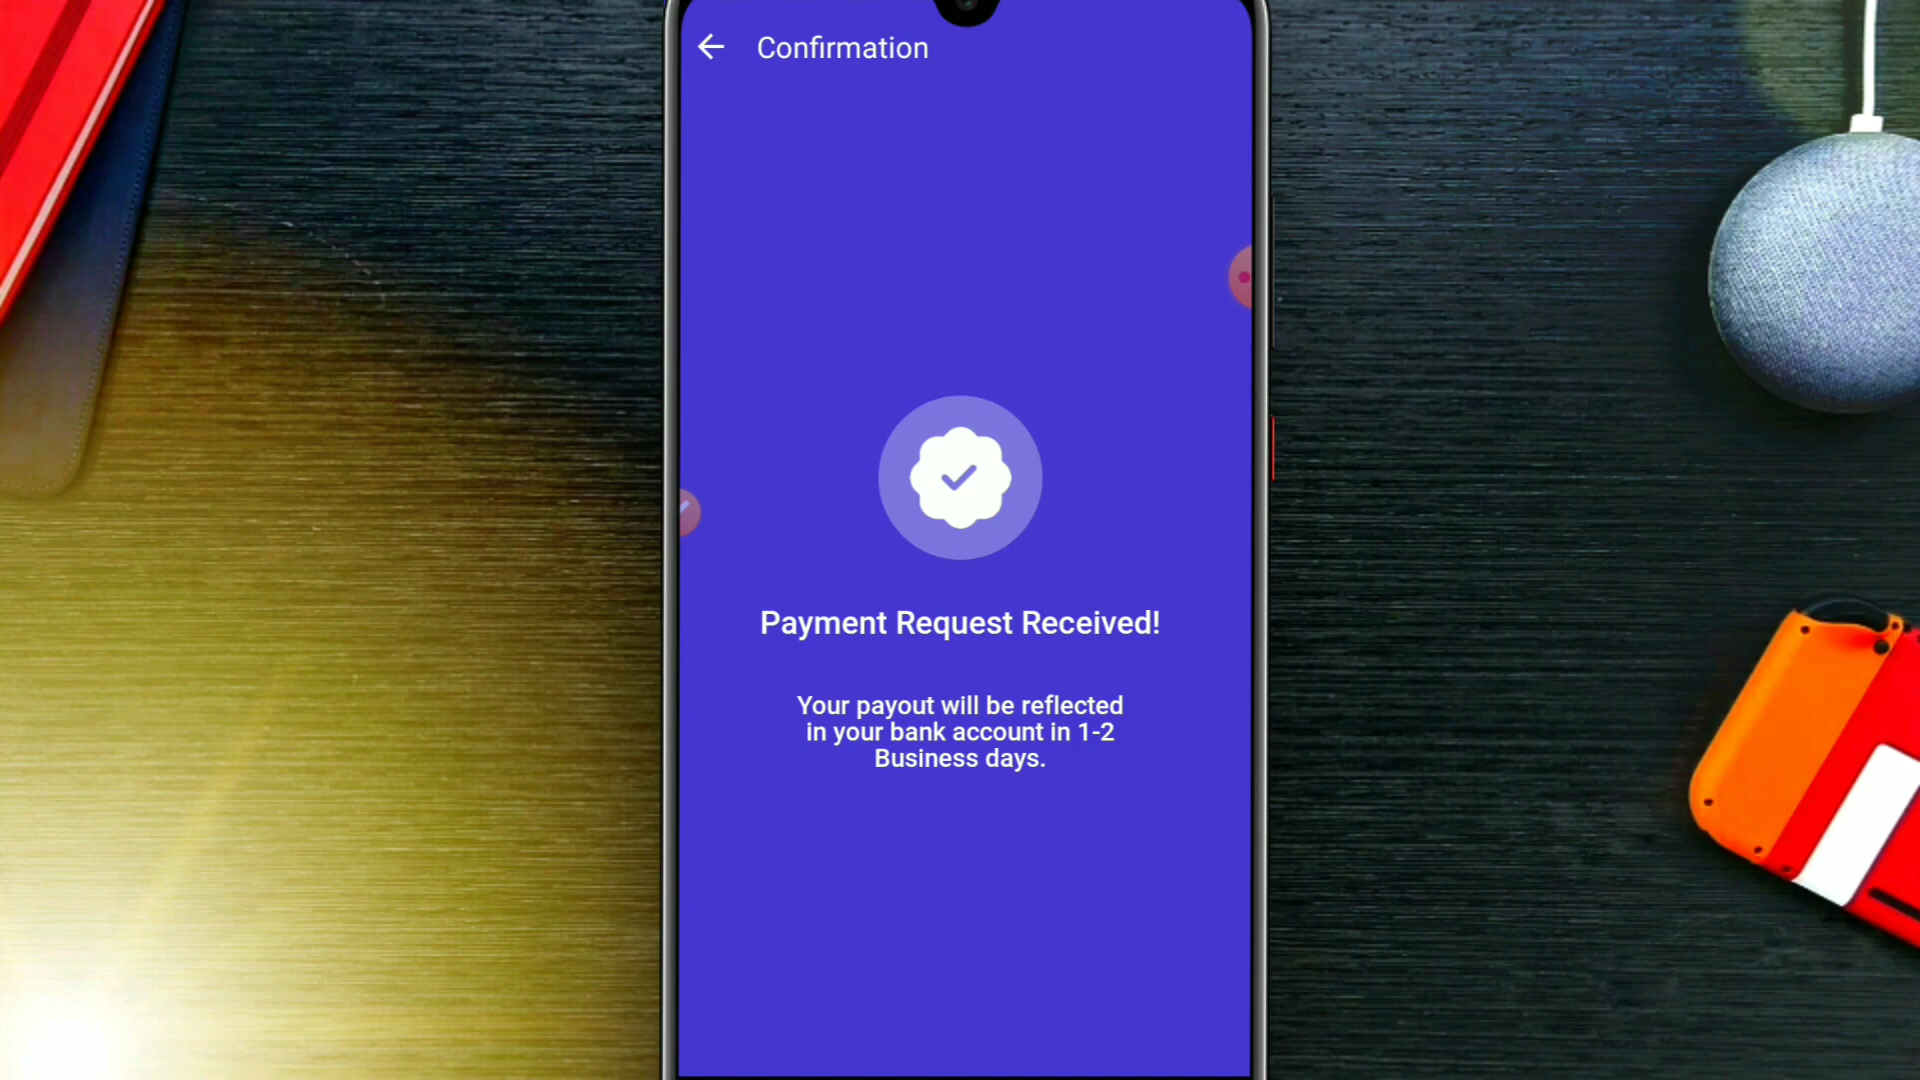 Confirmation
Payment Request Received!
Your payout will be reflected
in your bank account in 1-2
Business days.